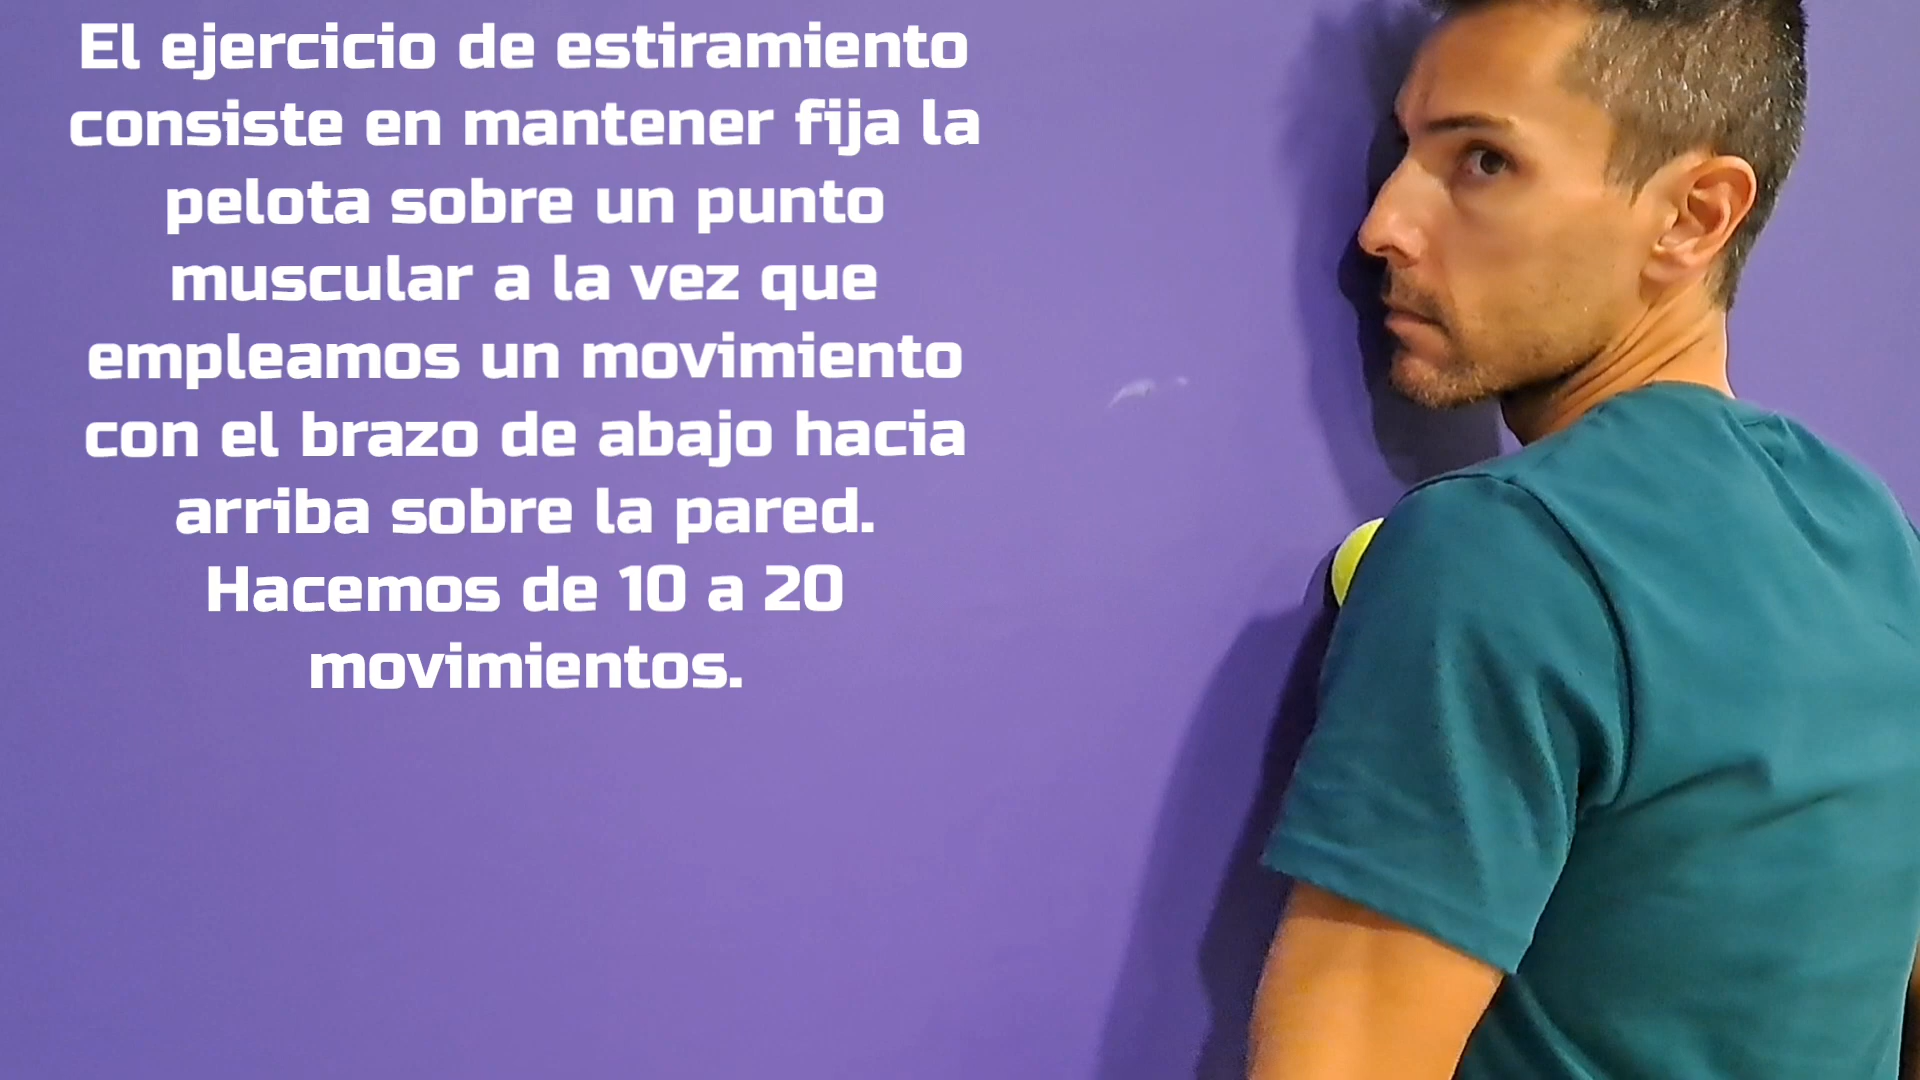 El ejercicio de estiramiento
consiste en mantener fija la
pelota sobre un punto
muscular a la vez que
empleamos un movimiento
con el brazo de abajo hacia
arriba sobre la pared.
Hacemos de 10 a 20
movimientos.